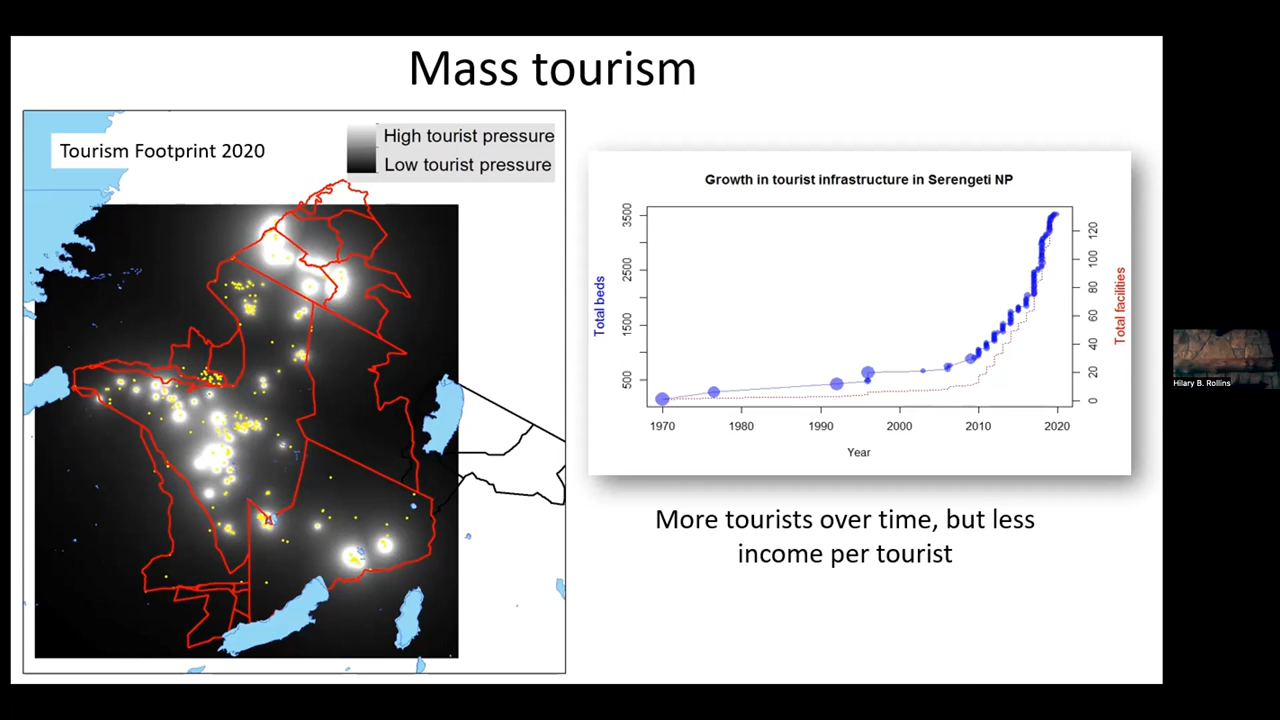 Mass tourism
Tourism Footprint 2020
High tourist pressure
Low tourist pressure
Growth in tourist infrastructure in Serengeti NP
Total beds
3500
2500
1500
500
120
100
80
60
40
20
0
Total facilities
1970 1980 1990 2000 2010 2020
Year
More tourists over time, but less
income per tourist
Hilary B. Rollins